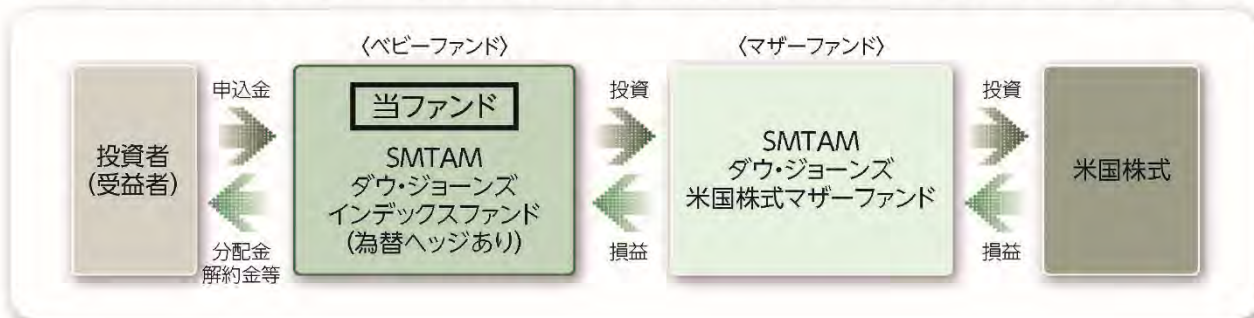 〈ベビーファンド〉
〈マザーファンド〉
投資者
(受益者)
申込金
分配金
解約金等
当ファンド
SMTAM
ダウ・ジョーンズ
インデックスファンド
(為替ヘッジあり)
投資
損益
SMTAM
ダウ・ジョーンズ
米国株式マザーファンド
投資
損益
米国株式